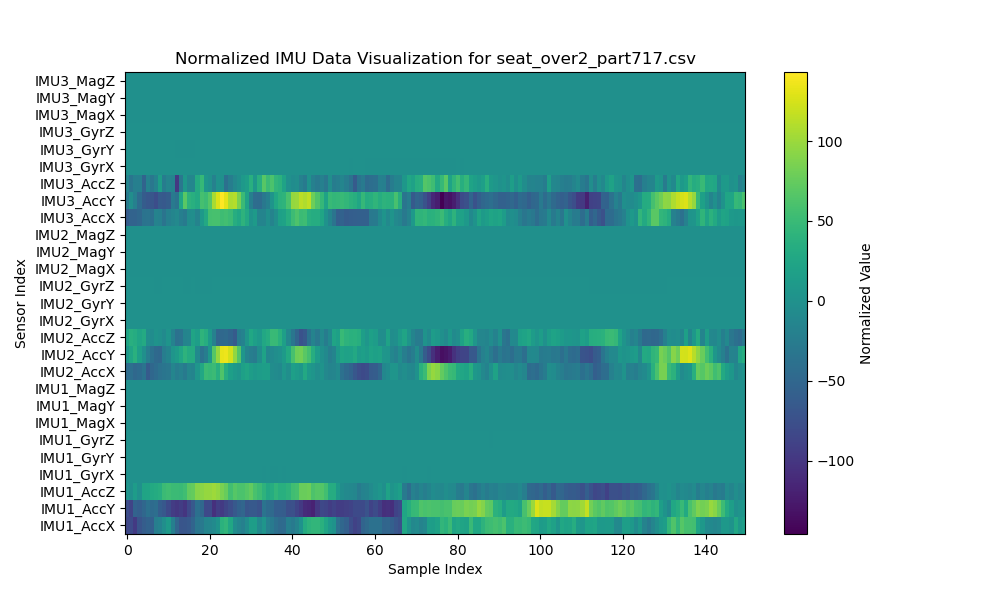 Normalized IMU Data Visualization for seat_over2_part717.csv
IMU3_MagZ
IMU3_MagY
IMU3_MagX
IMU3_GyrZ
IMU3_GyrY
IMU3_GyrX
IMU3_AccZ
IMU3_AccY
IMU3_AccX
IMU2_MagZ
IMU2_MagY
IMU2_MagX
IMU2_GyrZ
IMU2_GyrY
IMU2_GyrX
IMU2_AccZ
IMU2_AccY
IMU2_AccX
IMU1_MagZ
IMU1_MagY
IMU1_MagX
IMU1_GyrZ
IMU1_GyrY
IMU1_GyrX
IMU1_AccZ
IMU1_AccY
IMU1_AccX
Sensor Index
0 20 40 60 80 100 120 140
Sample Index
100
50
0
−50
−100
Normalized Value